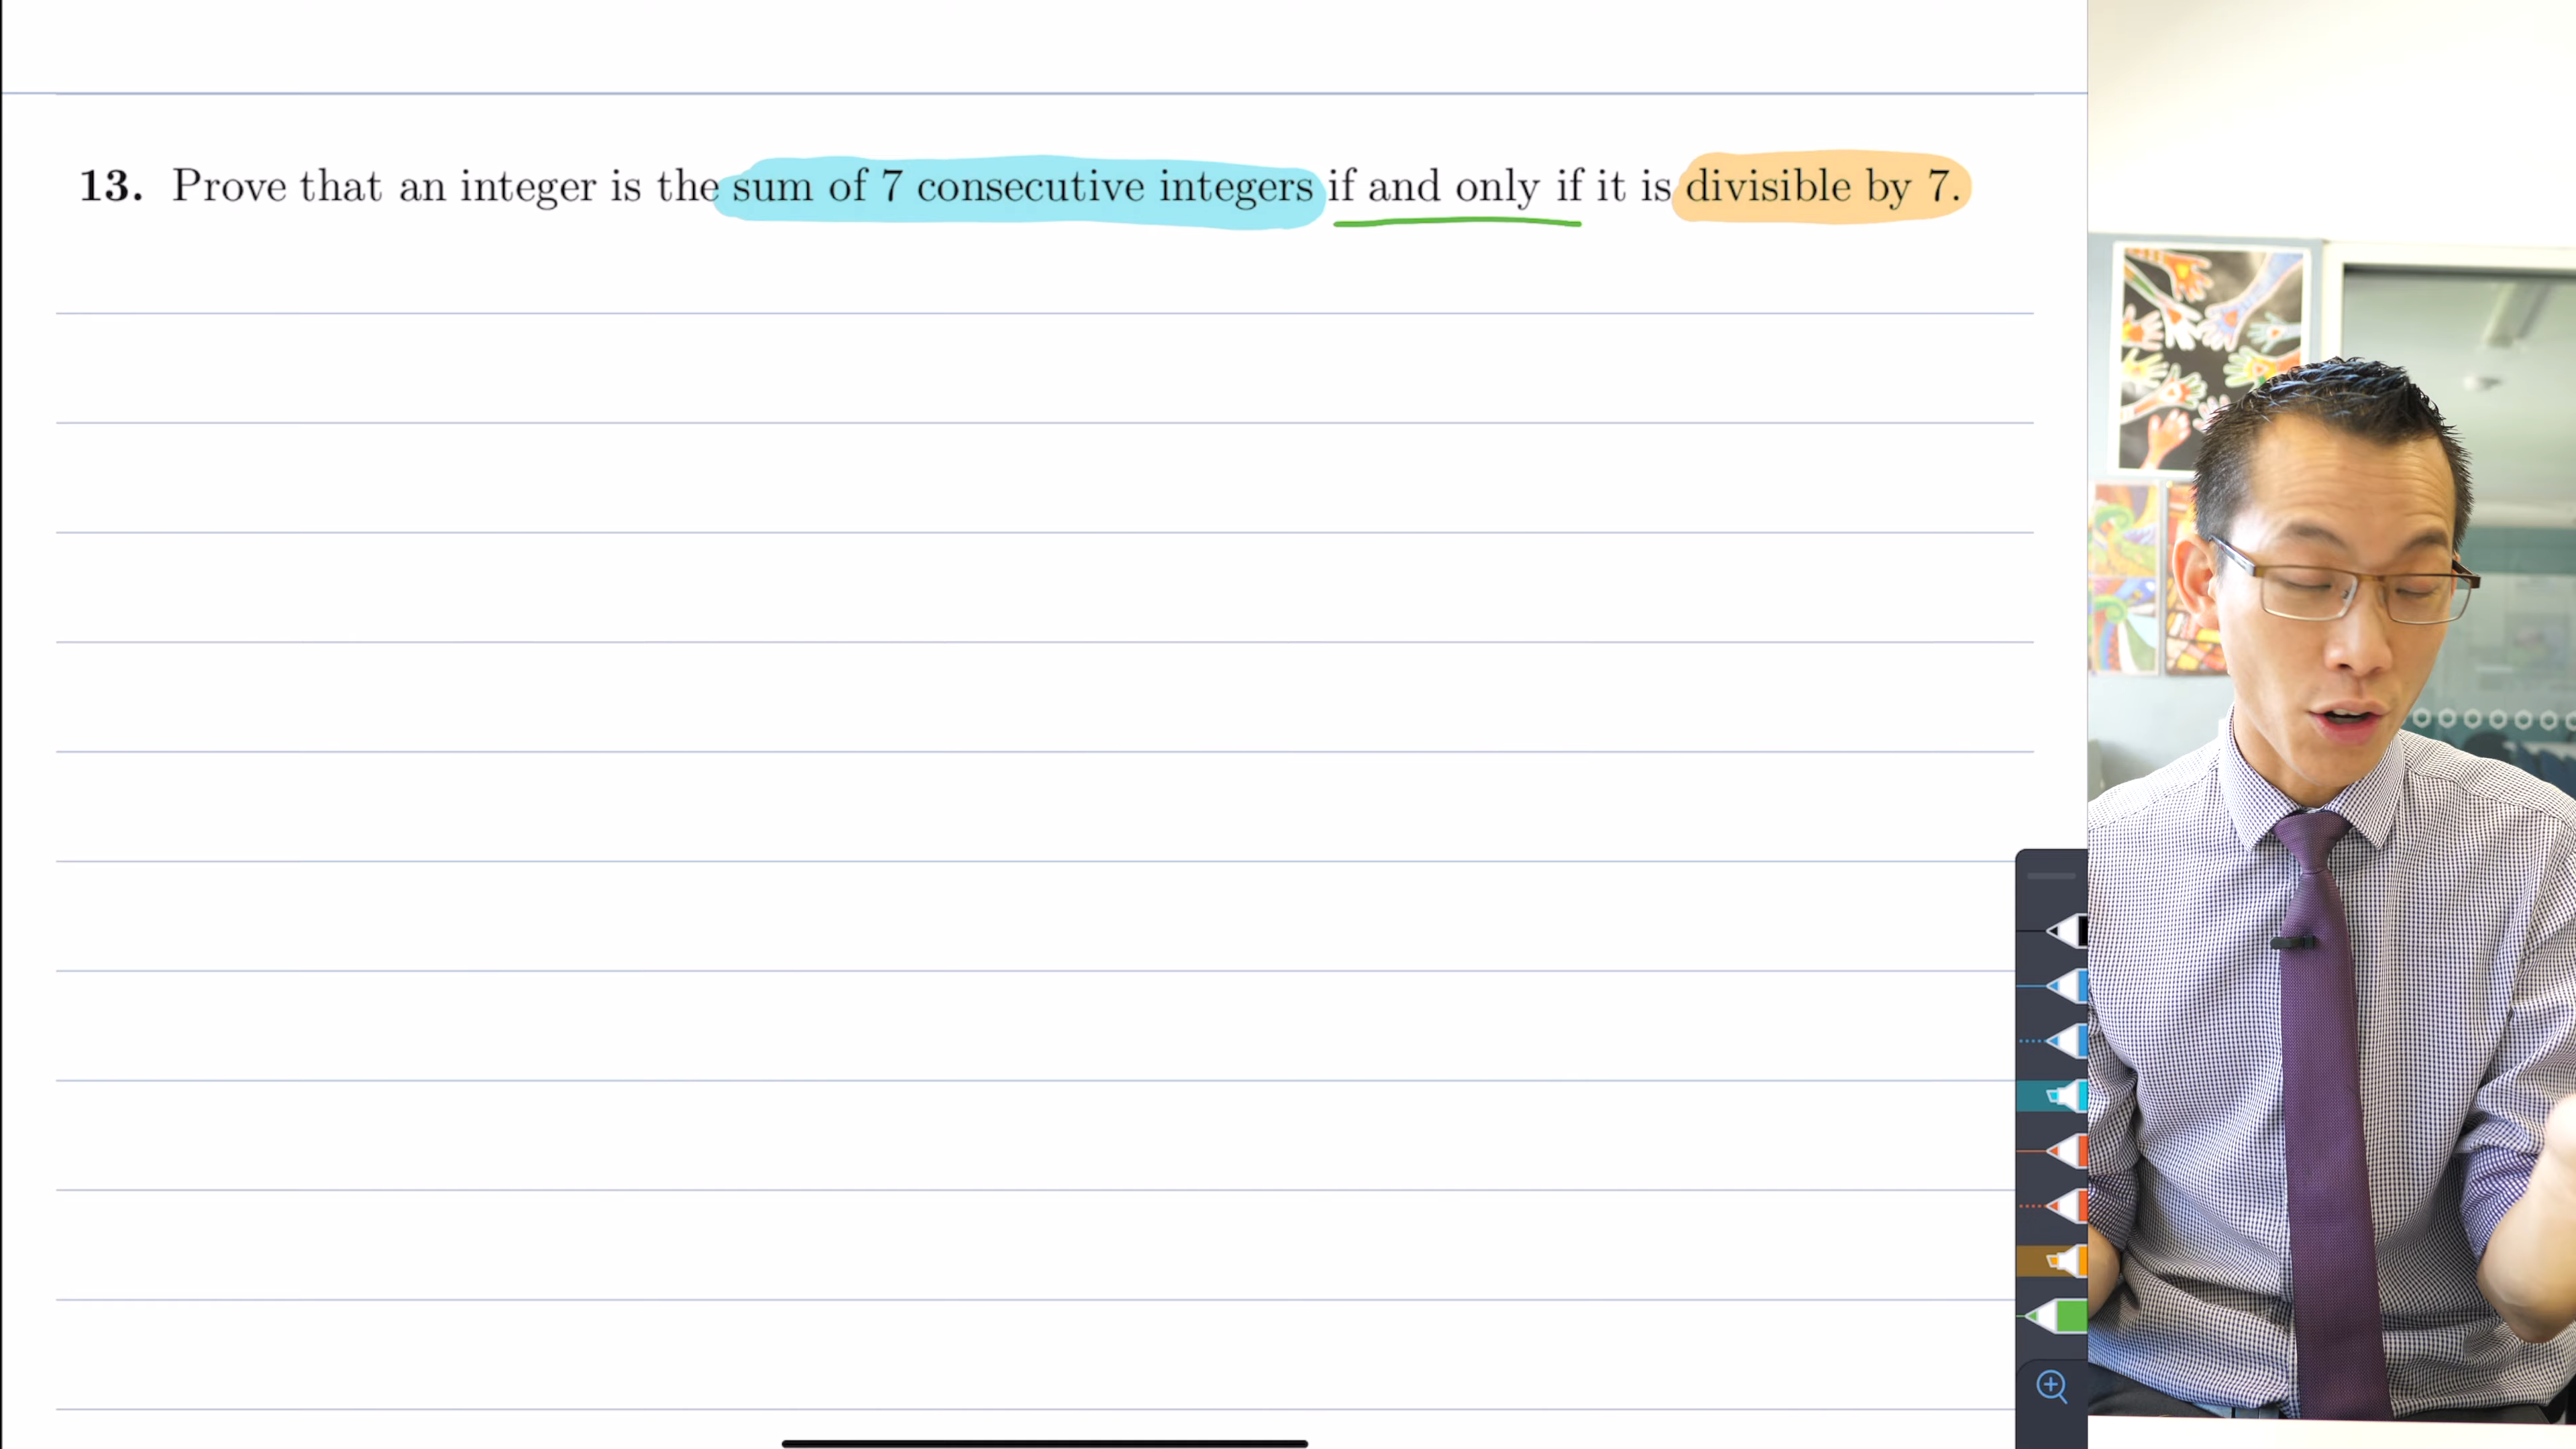 13. Prove that an integer is the sum of 7 consecutive integers if and only if it is divisible by 7.